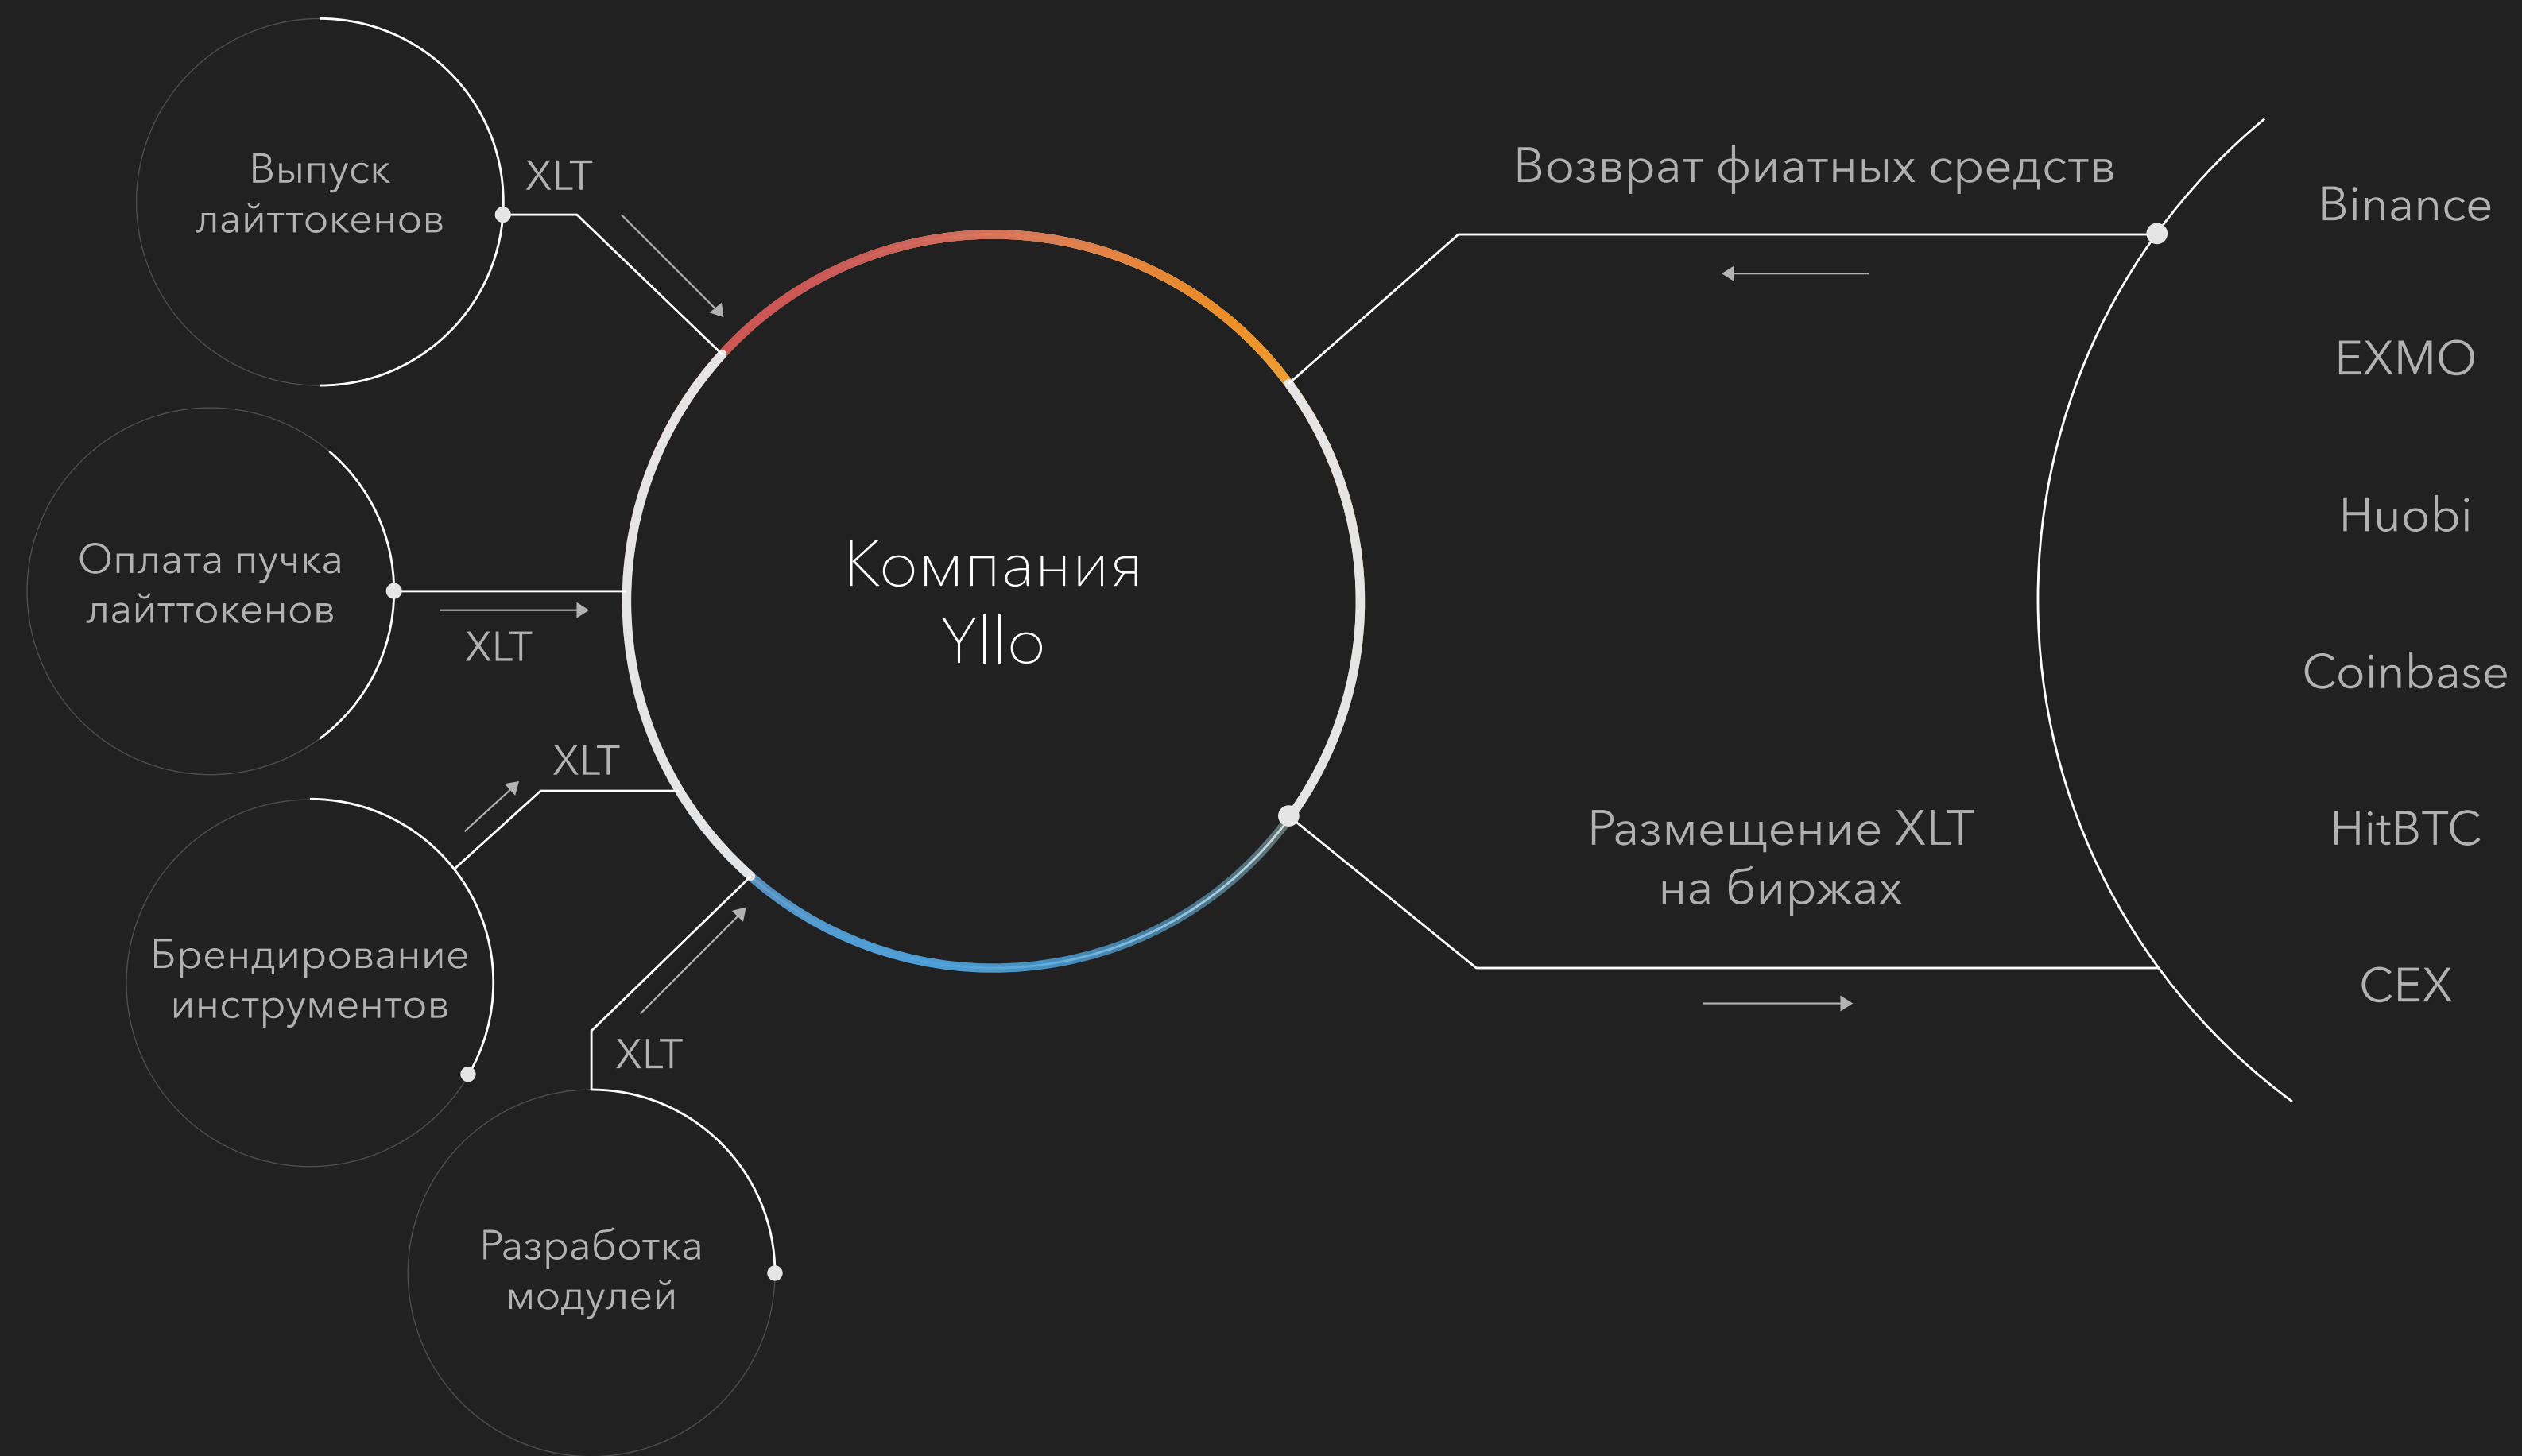 Выпуск
лайттокенов
XLT
Оплата пучка
лайттокенов
XLT
Брендирование
инструментов
XLT
Разработка
модулей
XLT
Компания
Yllo
Возврат фиатных средств
Размещение XLT
на биржах
Binance
EXMO
Huobi
Coinbase
HitBTC
CEX